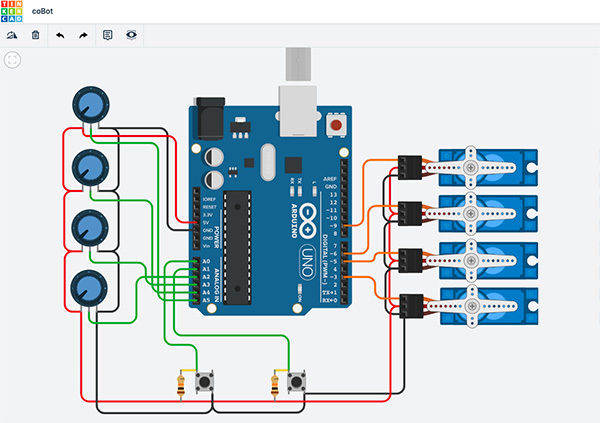 TIN
KER
CAD
coBot
AREF
GND
13
12
~11
~10
~9
8
7
~6
~5
4
~3
2
TX→1
RX←0
DIGITAL (PWM~)
L
TX
RX
ARDUINO
UNO
ON
IOREF
RESET
3.3V
5V
GND
GND
Vin
POWER
A0
A1
A2
A3
A4
A5
ANALOG IN